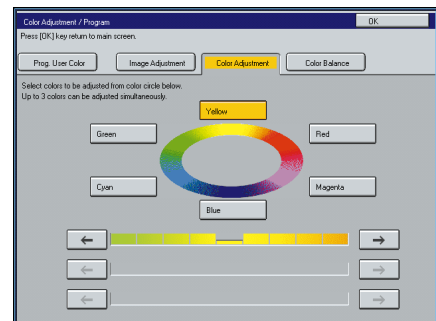 Color Adjustment / Program
OK
Press [OK] key return to main screen.
Prog. User Color
Image Adjustment
Color Adjustment
Color Balance
Select colors to be adjusted from color circle below.
Up to 3 colors can be adjusted simultaneously.
Yellow
Green
Red
Cyan
Magenta
Blue